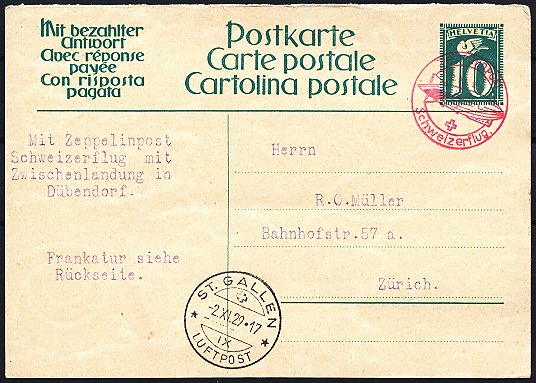 Mit bezahlter
Antwort
Avec réponse
payée
Con risposta
pagata
Postkarte
Carte postale
Cartolina postale
HELVETIA
10
Schweizerflug.
Mit Zeppelinpost
Schweizerflug mit
Zwischenlandung in
Dübendorf.
Frankatur siehe
Rückseite.
Herrn
R.O.Müller
Bahnhofstr.57 a.
Zürich.
ST. GALLEN
-2.XI.29·17
IX
LUFTPOST